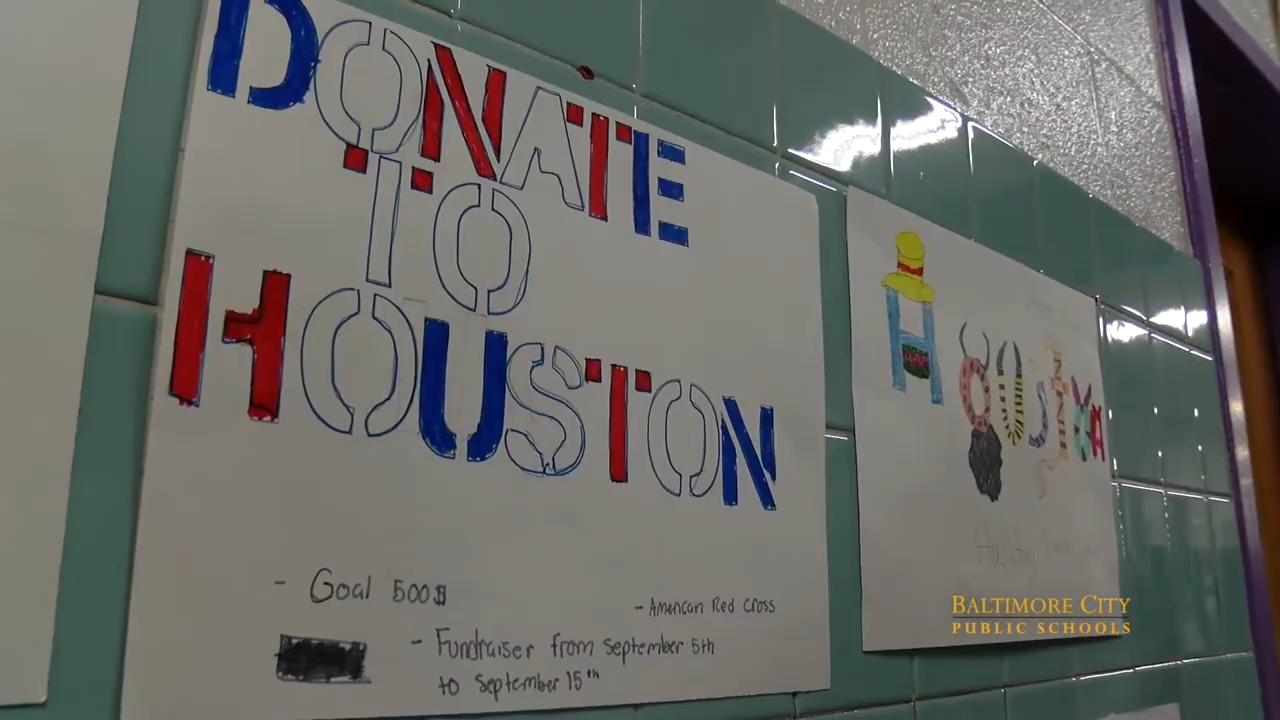 DONATE
TO
HOUSTON
- Goal 500$
- American Red Cross
- Fundraiser from September 5th
to September 15th
HOUSTON
BALTIMORE CITY
PUBLIC SCHOOLS